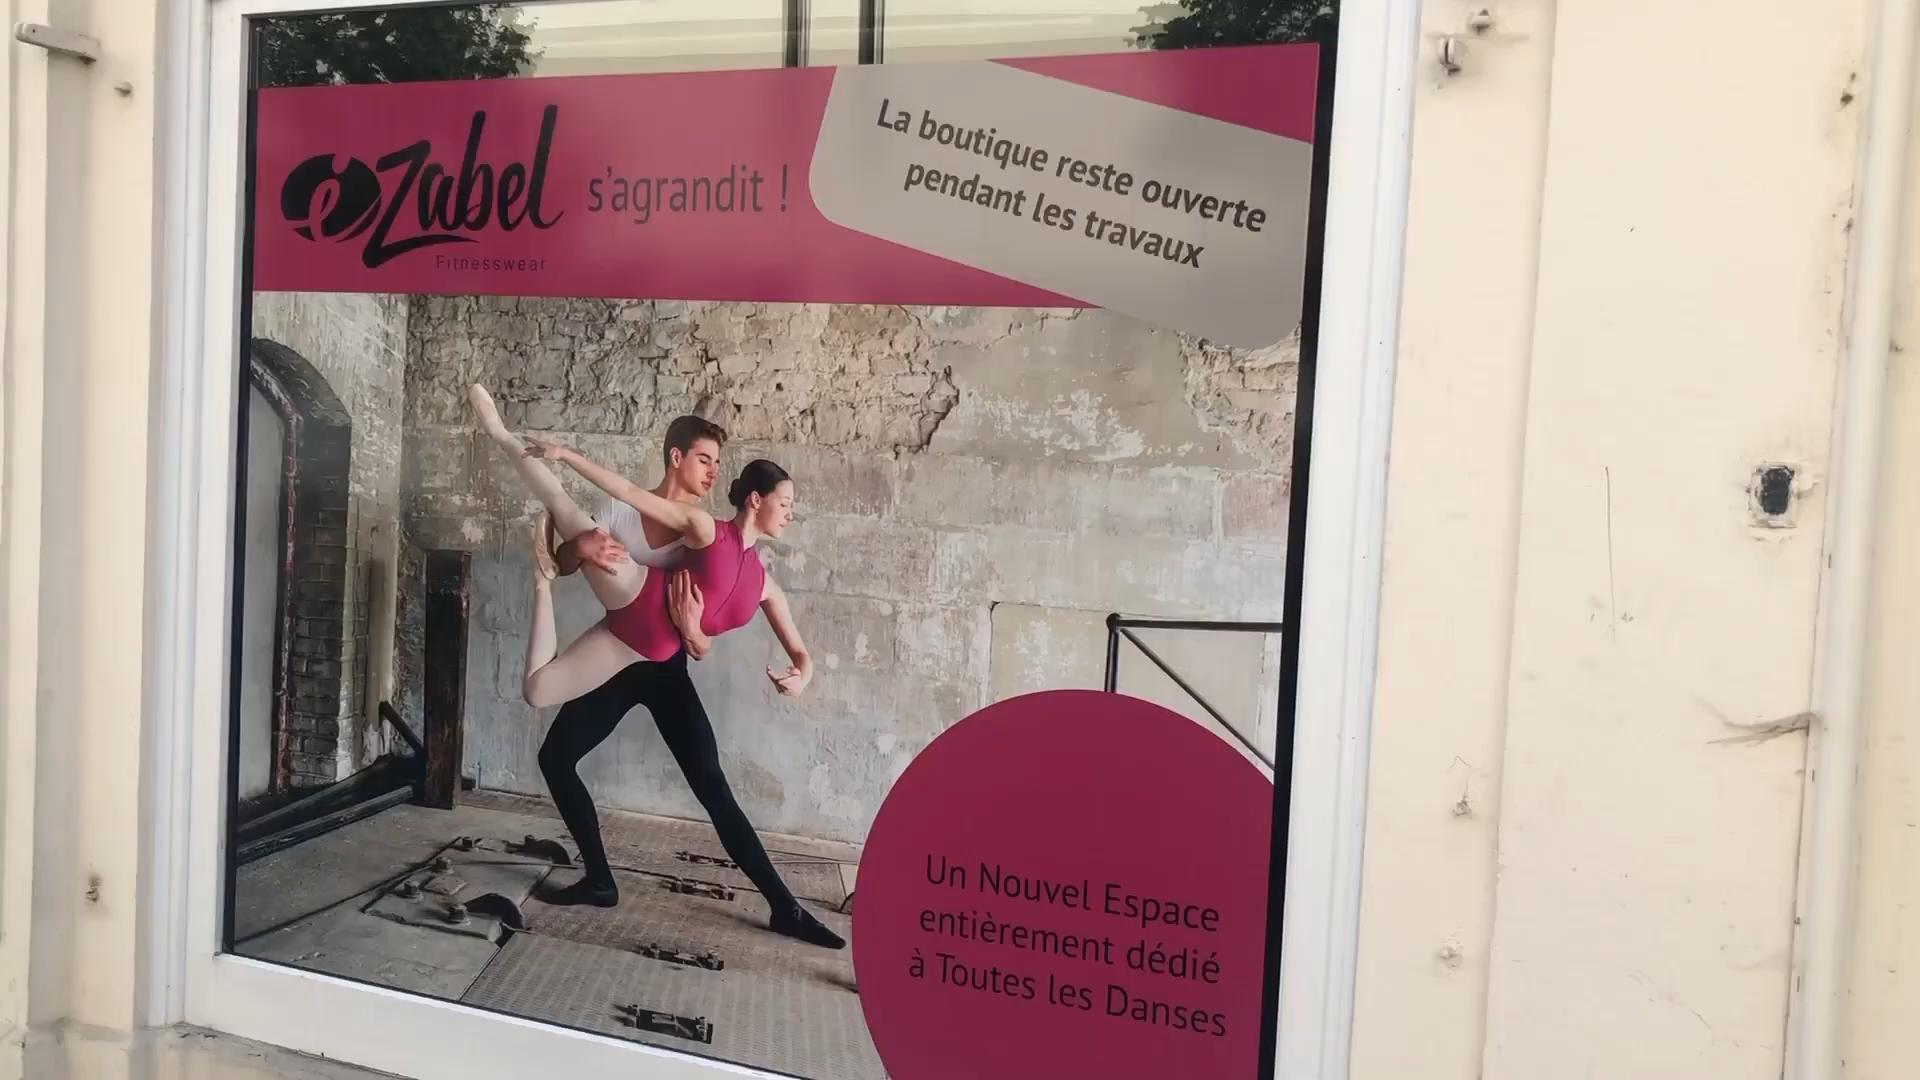 eZabel s'agrandit !
Fitnesswear
La boutique reste ouverte
pendant les travaux
Un Nouvel Espace
entièrement dédié
à Toutes les Danses